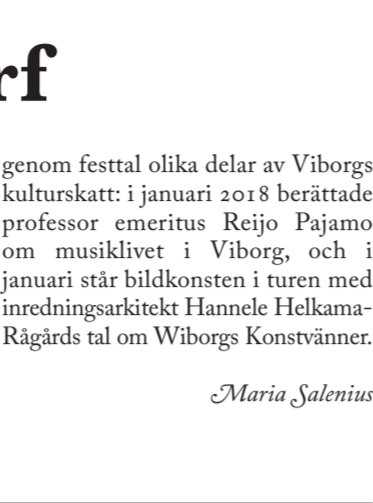 rf
genom festtal olika delar av Viborgs
kulturskatt: i januari 2018 berättade
professor emeritus Reijo Pajamo
om musiklivet i Viborg, och i
januari står bildkonsten i turen med
inredningsarkitekt Hannele Helkama-
Rågårds tal om Wiborgs Konstvänner.
Maria Salenius